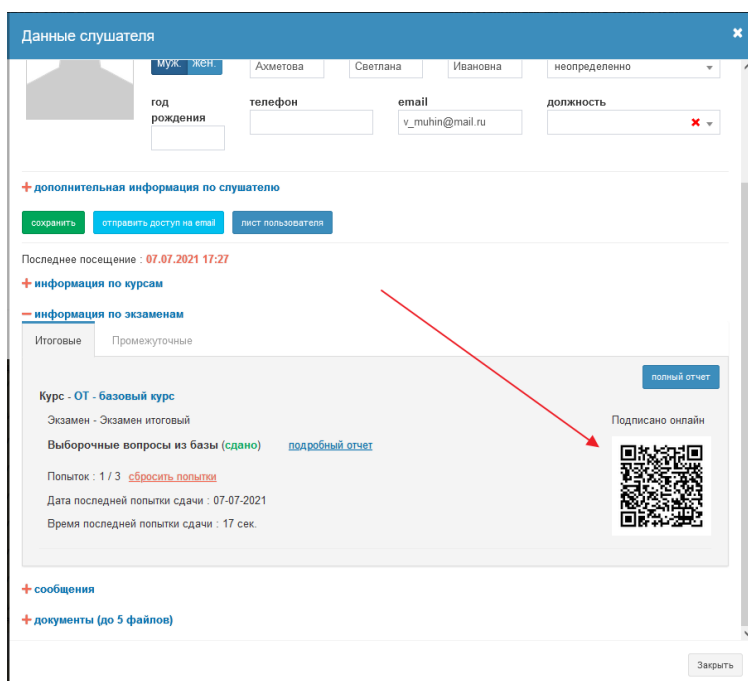 Данные слушателя
муж. жен.
Ахметова Светлана Ивановна неопределенно
год рождения телефон email должность
v_muhin@mail.ru
+ дополнительная информация по слушателю
сохранить отправить доступ на email лист пользователя
Последнее посещение : 07.07.2021 17:27
+ информация по курсам
− информация по экзаменам
Итоговые Промежуточные
полный отчет
Курс - ОТ - базовый курс
Экзамен - Экзамен итоговый Подписано онлайн
Выборочные вопросы из базы (сдано) подробный отчет
Попыток : 1 / 3 сбросить попытки
Дата последней попытки сдачи : 07-07-2021
Время последней попытки сдачи : 17 сек.
+ сообщения
+ документы (до 5 файлов)
Закрыть